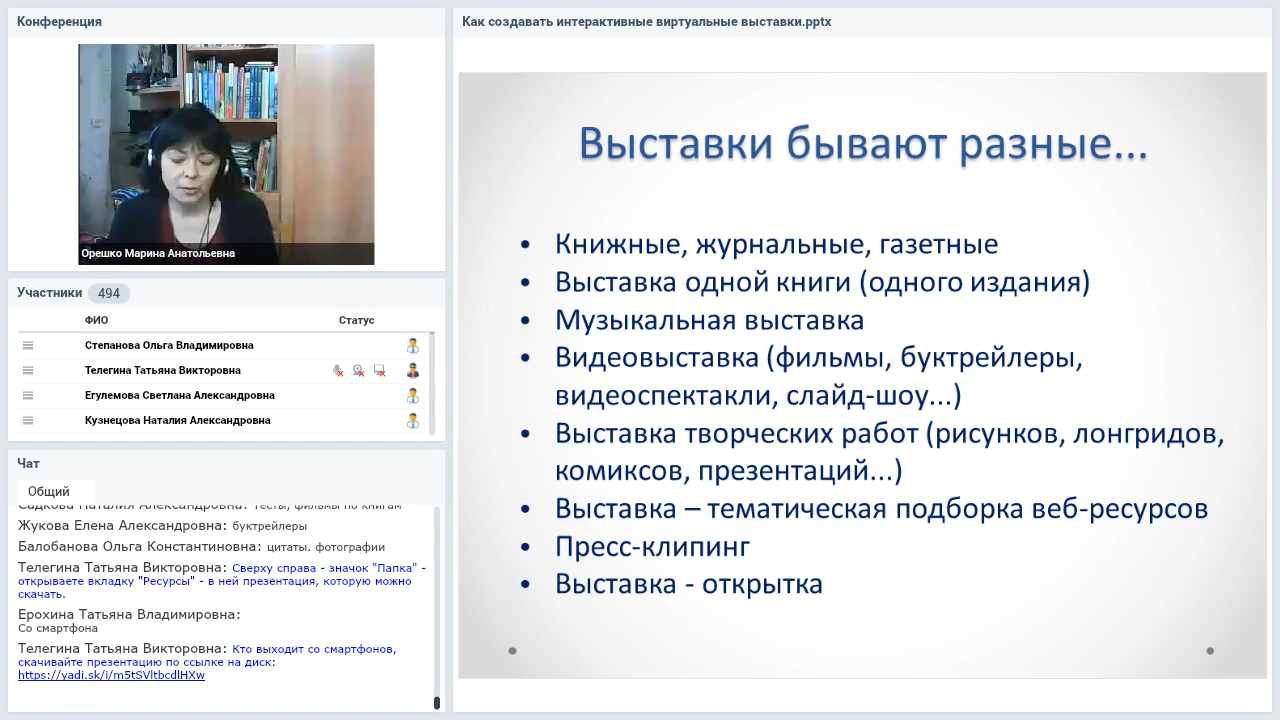 Конференция
Орешко Марина Анатольевна
Участники 494
ФИО Статус
Степанова Ольга Владимировна
Телегина Татьяна Викторовна
Егулемова Светлана Александровна
Кузнецова Наталия Александровна
Чат
Общий
Садкова Наталия Александровна: тесты, фильмы по книгам
Жукова Елена Александровна: буктрейлеры
Балобанова Ольга Константиновна: цитаты. фотографии
Телегина Татьяна Викторовна: Сверху справа - значок "Папка" -
открываете вкладку "Ресурсы" - в ней презентация, которую можно
скачать.
Ерохина Татьяна Владимировна:
Со смартфона
Телегина Татьяна Викторовна: Кто выходит со смартфонов,
скачивайте презентацию по ссылке на диск:
https://yadi.sk/i/m5tSVltbcdlHXw
Как создавать интерактивные виртуальные выставки.pptx
Выставки бывают разные...
• Книжные, журнальные, газетные
• Выставка одной книги (одного издания)
• Музыкальная выставка
• Видеовыставка (фильмы, буктрейлеры,
видеоспектакли, слайд-шоу...)
• Выставка творческих работ (рисунков, лонгридов,
комиксов, презентаций...)
• Выставка – тематическая подборка веб-ресурсов
• Пресс-клипинг
• Выставка - открытка